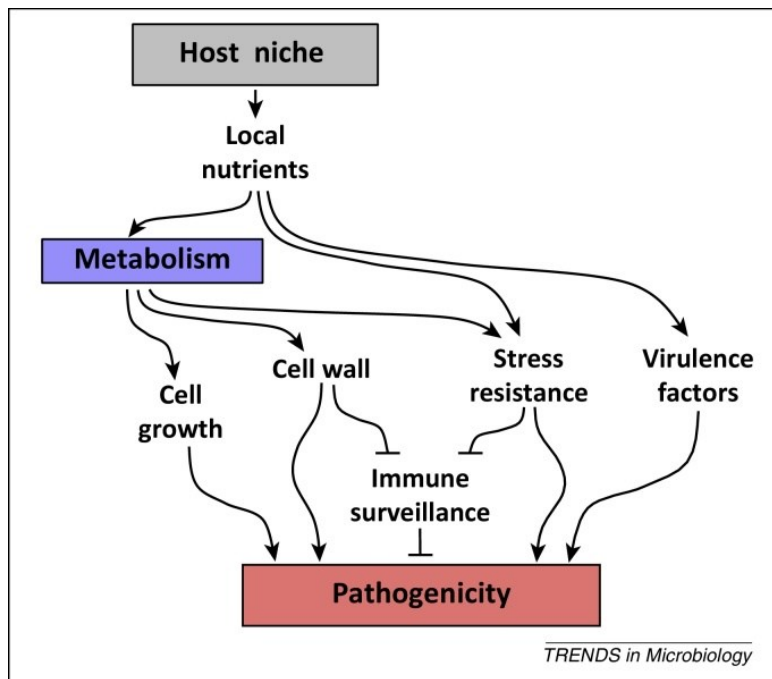 Host niche
Local
nutrients
Metabolism
Cell wall
Stress
resistance
Virulence
factors
Cell
growth
Immune
surveillance
Pathogenicity
TRENDS in Microbiology